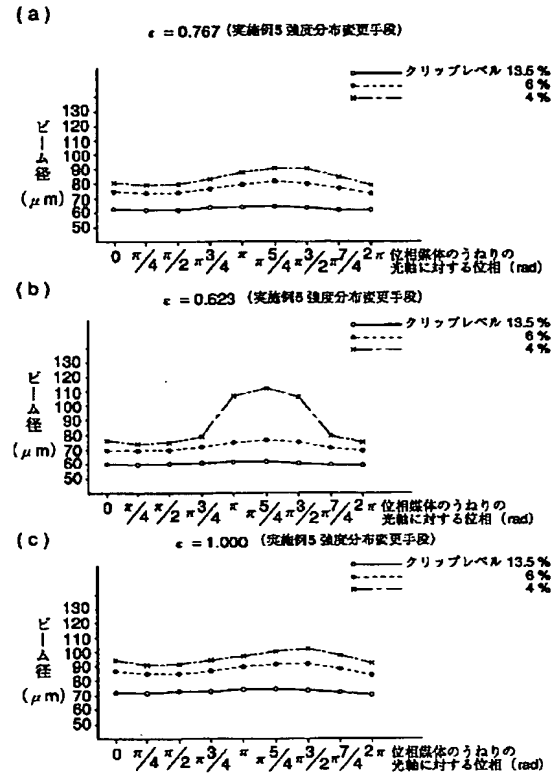 (a)
ε = 0.767 (実施例5 強度分布変更手段)
クリップレベル 13.5 %
6 %
4 %
ビーム径
(μm)
130
120
110
100
90
80
70
60
50
0 π/4 π/2 π3/4 π π5/4 π3/2 π7/4 2π
位相媒体のうねりの
光軸に対する位相 (rad)
(b)
ε = 0.623 (実施例5 強度分布変更手段)
クリップレベル 13.5 %
6 %
4 %
ビーム径
(μm)
130
120
110
100
90
80
70
60
50
0 π/4 π/2 π3/4 π π5/4 π3/2 π7/4 2π
位相媒体のうねりの
光軸に対する位相 (rad)
(c)
ε = 1.000 (実施例5 強度分布変更手段)
クリップレベル 13.5 %
6 %
4 %
ビーム径
(μm)
130
120
110
100
90
80
70
60
50
0 π/4 π/2 π3/4 π π5/4 π3/2 π7/4 2π
位相媒体のうねりの
光軸に対する位相 (rad)